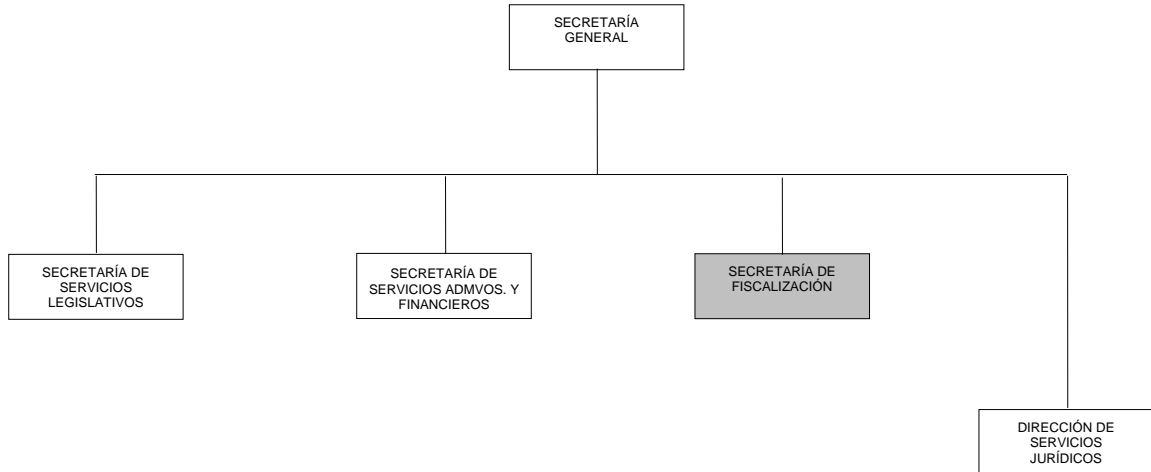 SECRETARÍA
GENERAL
SECRETARÍA DE
SERVICIOS
LEGISLATIVOS
SECRETARÍA DE
SERVICIOS ADMVOS. Y
FINANCIEROS
SECRETARÍA DE
FISCALIZACIÓN
DIRECCIÓN DE
SERVICIOS
JURÍDICOS